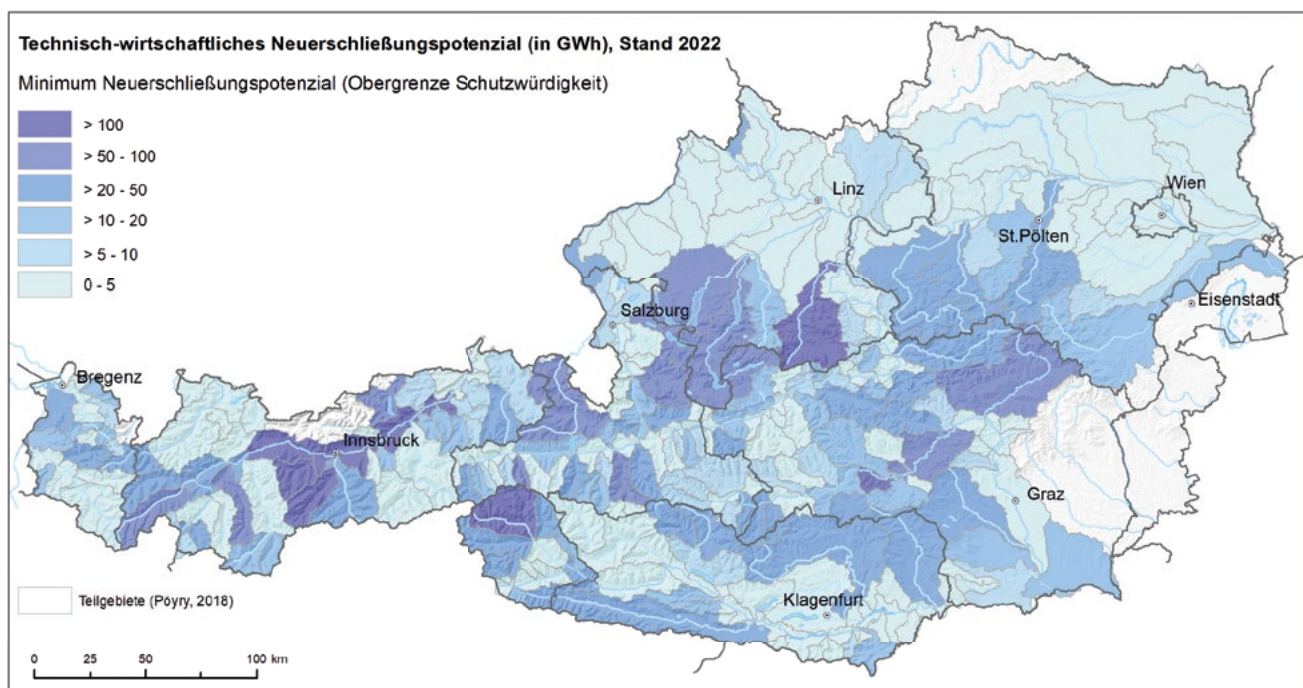 Technisch-wirtschaftliches Neuerschließungspotenzial (in GWh), Stand 2022
Minimum Neuerschließungspotenzial (Obergrenze Schutzwürdigkeit)
> 100
> 50 - 100
> 20 - 50
> 10 - 20
> 5 - 10
0 - 5
Linz
Wien
St.Pölten
Eisenstadt
Salzburg
Bregenz
Innsbruck
Graz
Klagenfurt
Teilgebiete (Pöyry, 2018)
0 25 50 100 km